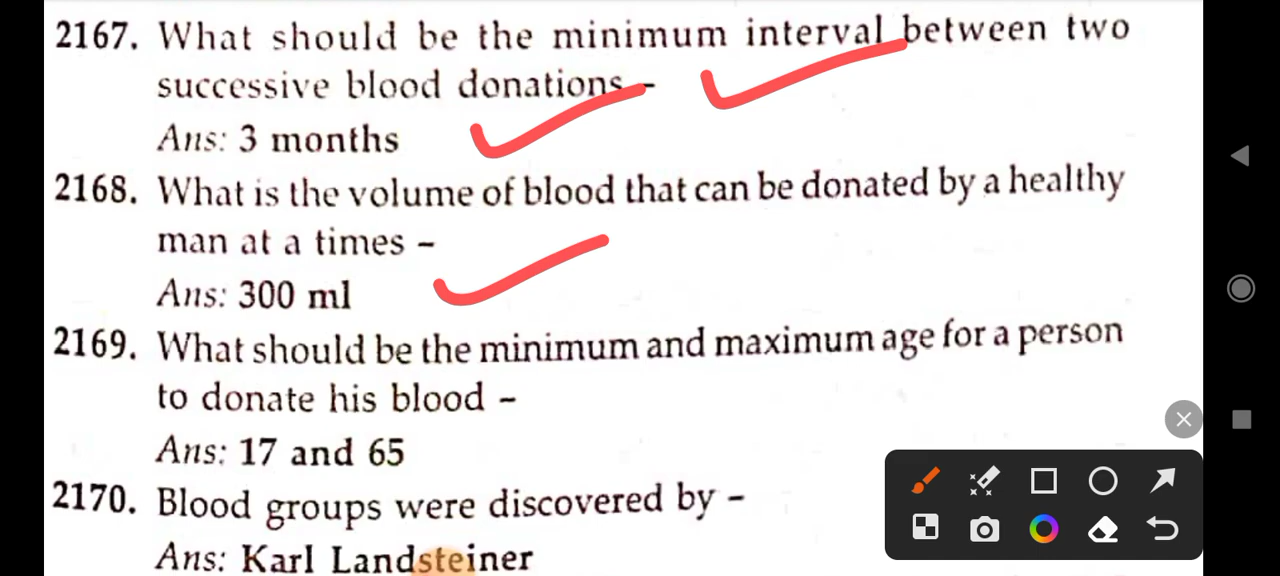 2167. What should be the minimum interval between two
successive blood donations –
Ans: 3 months
2168. What is the volume of blood that can be donated by a healthy
man at a times –
Ans: 300 ml
2169. What should be the minimum and maximum age for a person
to donate his blood –
Ans: 17 and 65
2170. Blood groups were discovered by –
Ans: Karl Landsteiner